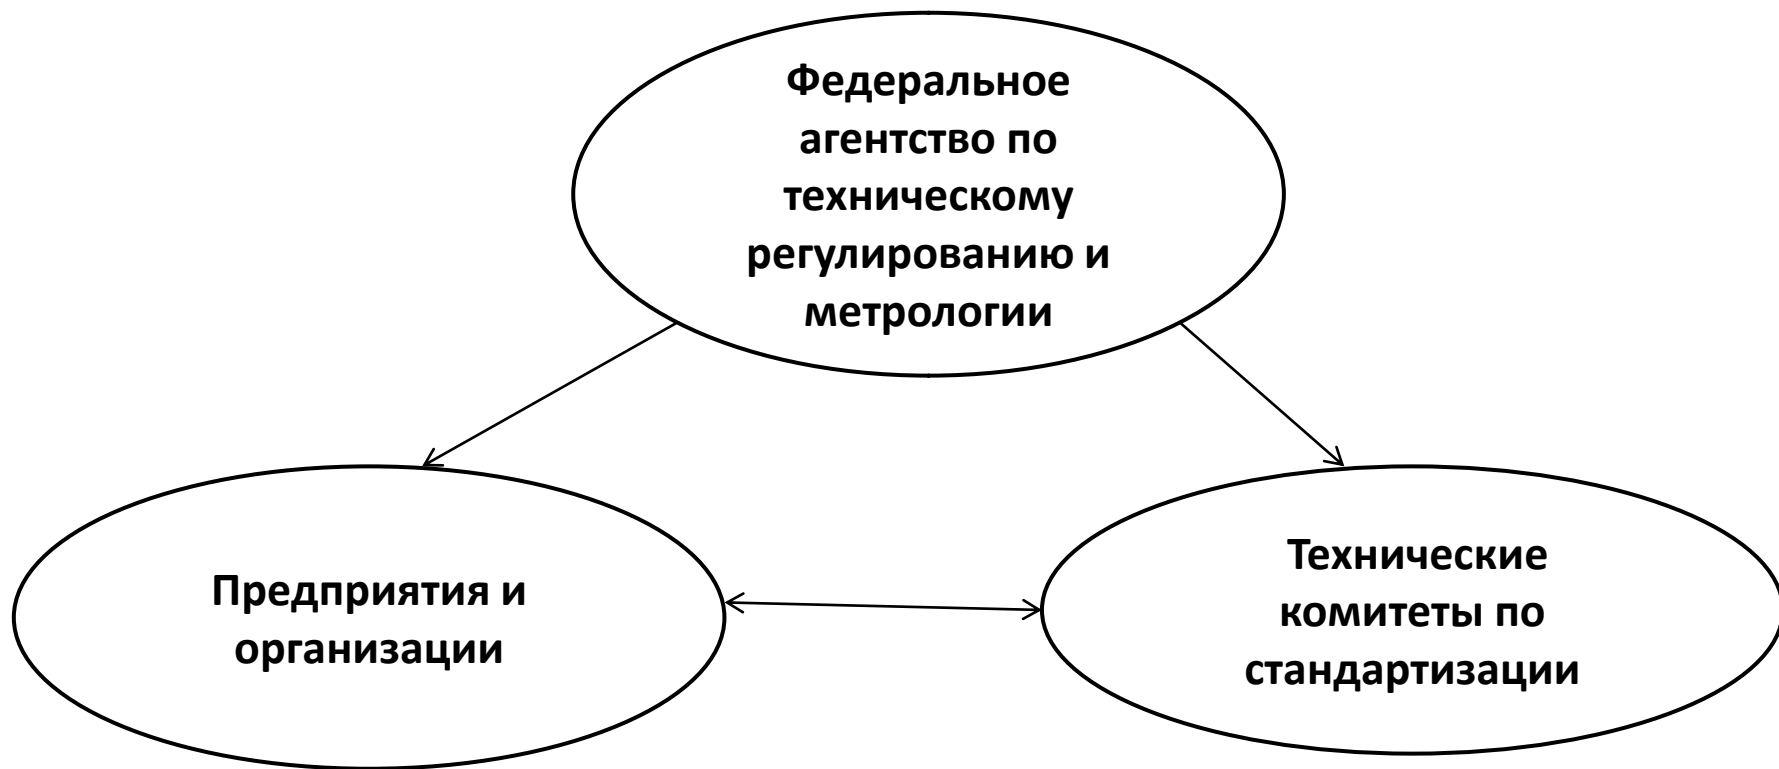 Федеральное
агентство по
техническому
регулированию и
метрологии
Предприятия и
организации
Технические
комитеты по
стандартизации